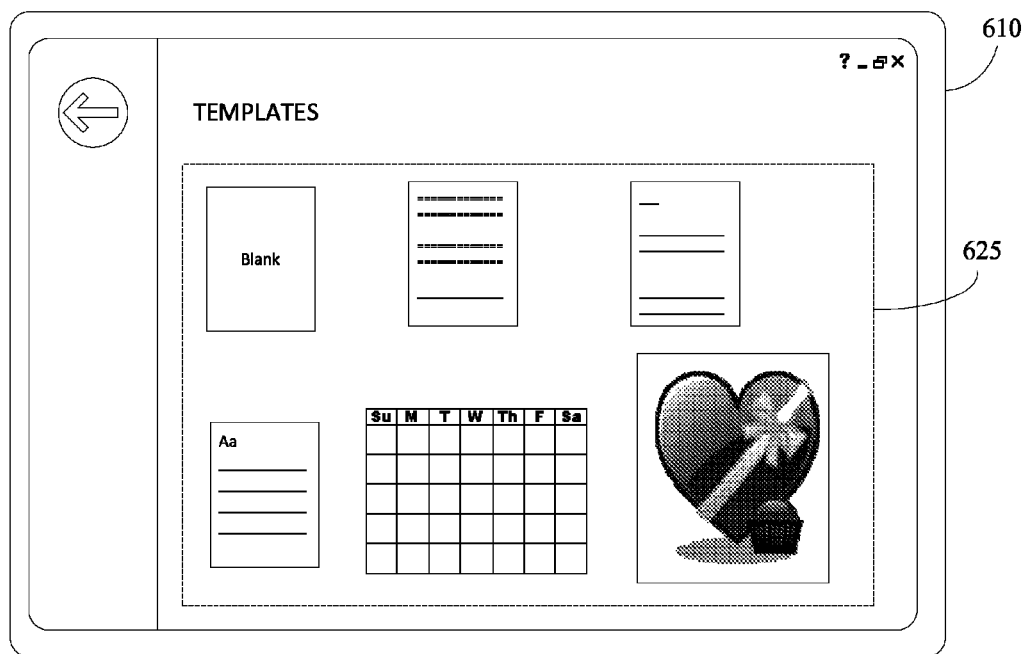 610
? _ 🗗 X
TEMPLATES
625
Blank
Aa
Su M T W Th F Sa